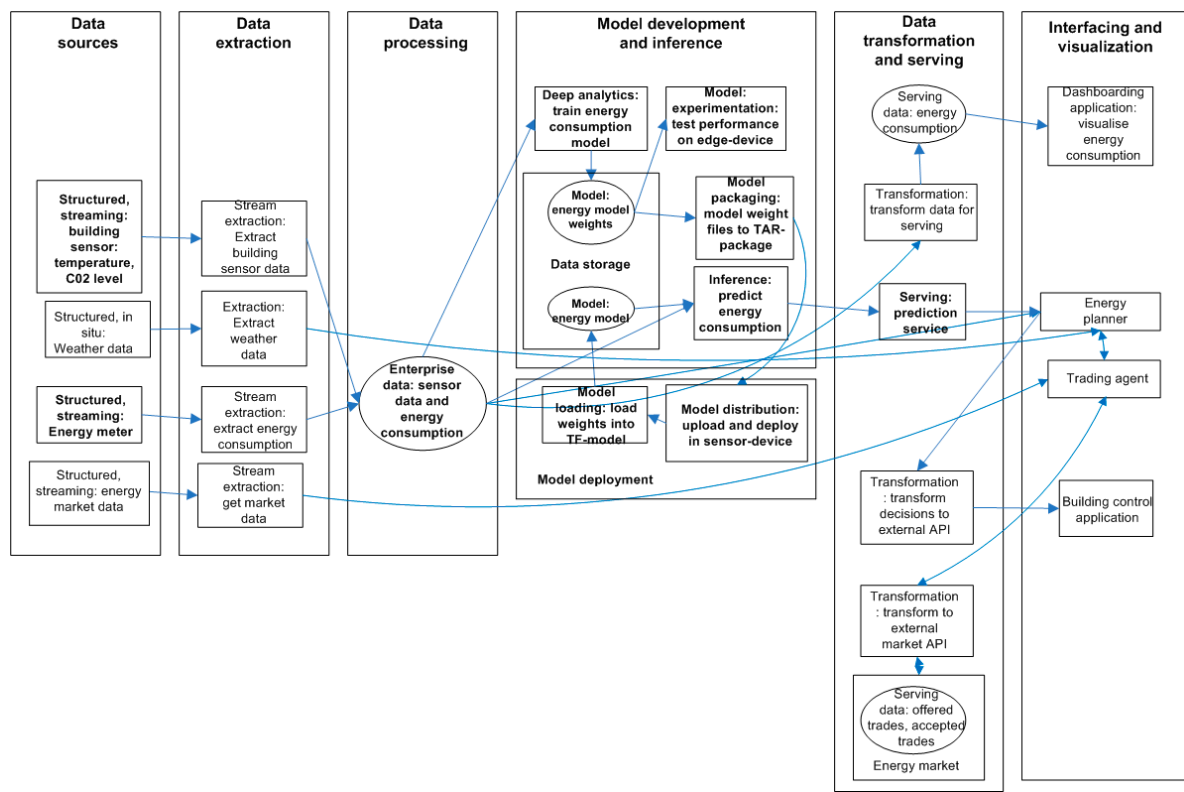 Data
sources
Structured,
streaming:
building
sensor:
temperature,
C02 level
Structured, in
situ:
Weather data
Structured,
streaming:
Energy meter
Structured,
streaming: energy
market data
Data
extraction
Stream
extraction:
Extract
building
sensor data
Extraction:
Extract
weather
data
Stream
extraction:
extract energy
consumption
Stream
extraction:
get market
data
Data
processing
Enterprise
data: sensor
data and
energy
consumption
Model development
and inference
Deep analytics:
train energy
consumption
model
Model:
experimentation:
test performance
on edge-device
Model:
energy model
weights
Data storage
Model
packaging:
model weight
files to TAR-
package
Model:
energy model
Inference:
predict
energy
consumption
Model
loading: load
weights into
TF-model
Model distribution:
upload and deploy
in sensor-device
Model deployment
Data
transformation
and serving
Serving
data: energy
consumption
Transformation:
transform data for
serving
Serving:
prediction
service
Transformation
: transform
decisions to
external API
Transformation
: transform to
external
market API
Serving
data: offered
trades, accepted
trades
Energy market
Interfacing and
visualization
Dashboarding
application:
visualise
energy
consumption
Energy
planner
Trading agent
Building control
application